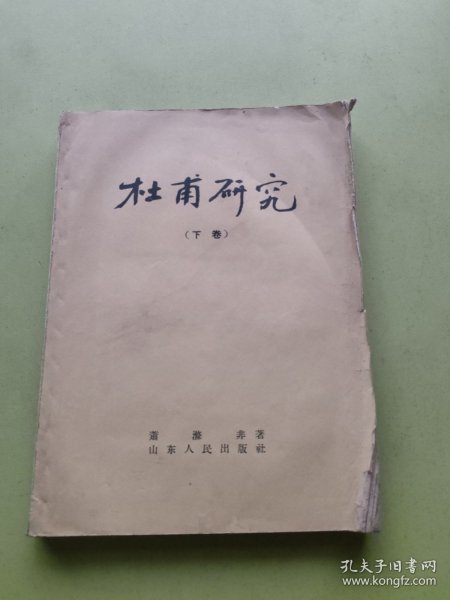 杜甫研究
（下卷）
萧涤非著
山东人民出版社
孔夫子旧书网
www.kongfz.com